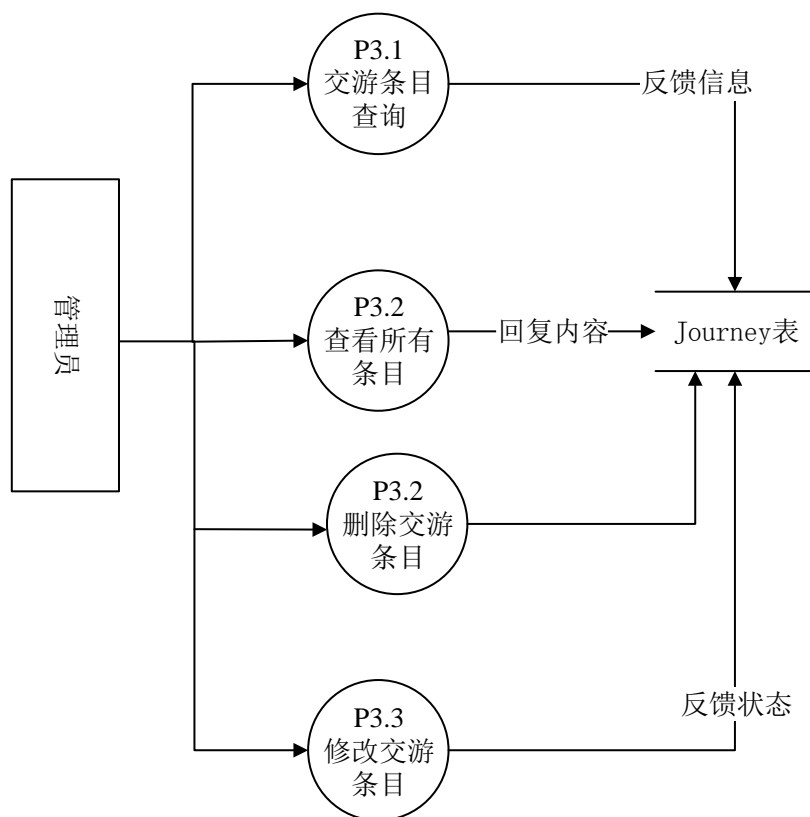 P3.1
交游条目
查询
反馈信息
管理员
P3.2
查看所有
条目
回复内容
Journey表
P3.2
删除交游
条目
反馈状态
P3.3
修改交游
条目